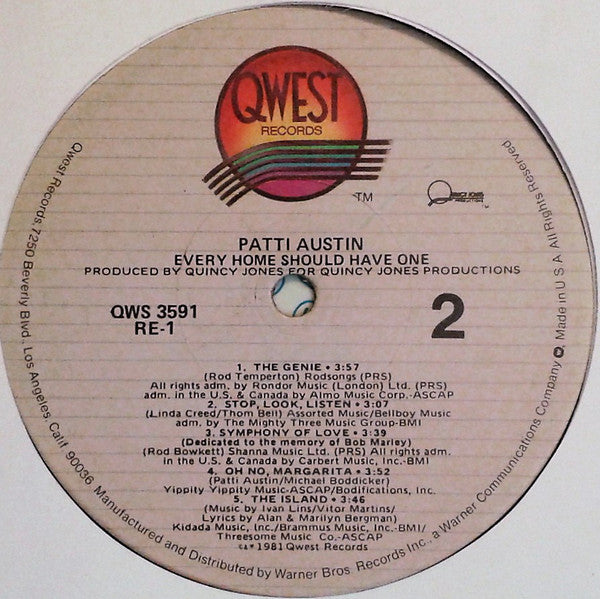 QWEST
RECORDS
TM
QUINCY JONES
PRODUCTIONS
PATTI AUSTIN
EVERY HOME SHOULD HAVE ONE
PRODUCED BY QUINCY JONES FOR QUINCY JONES PRODUCTIONS
QWS 3591
RE-1
2
1. THE GENIE • 3:57
(Rod Temperton) Rodsongs (PRS)
All rights adm. by Rondor Music (London) Ltd. (PRS)
adm. in the U.S. & Canada by Almo Music Corp.-ASCAP
2. STOP, LOOK, LISTEN • 3:07
(Linda Creed/Thom Bell) Assorted Music/Bellboy Music
adm. by The Mighty Three Music Group-BMI
3. SYMPHONY OF LOVE • 3:39
(Dedicated to the memory of Bob Marley)
(Rod Bowkett) Shanna Music Ltd. (PRS) All rights adm.
in the U.S. & Canada by Carbert Music, Inc.-BMI
4. OH NO, MARGARITA • 3:52
(Patti Austin/Michael Boddicker)
Yippity Yippity Music-ASCAP/Bodifications, Inc.
5. THE ISLAND • 3:46
(Music by Ivan Lins/Vitor Martins/
Lyrics by Alan & Marilyn Bergman)
Kidada Music, Inc./Brammus Music, Inc.-BMI/
Threesome Music Co.-ASCAP
℗ 1981 Qwest Records
Qwest Records, 7250 Beverly Blvd., Los Angeles, Calif. 90036 Manufactured and Distributed by Warner Bros. Records Inc., a Warner Communications Company ℗, Made in U.S.A. All Rights Reserved